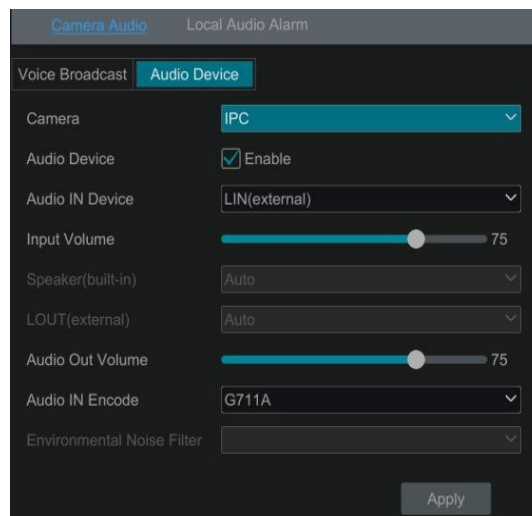 Camera Audio Local Audio Alarm
Voice Broadcast Audio Device
Camera IPC
Audio Device Enable
Audio IN Device LIN(external)
Input Volume 75
Speaker(built-in) Auto
LOUT(external) Auto
Audio Out Volume 75
Audio IN Encode G711A
Environmental Noise Filter
Apply